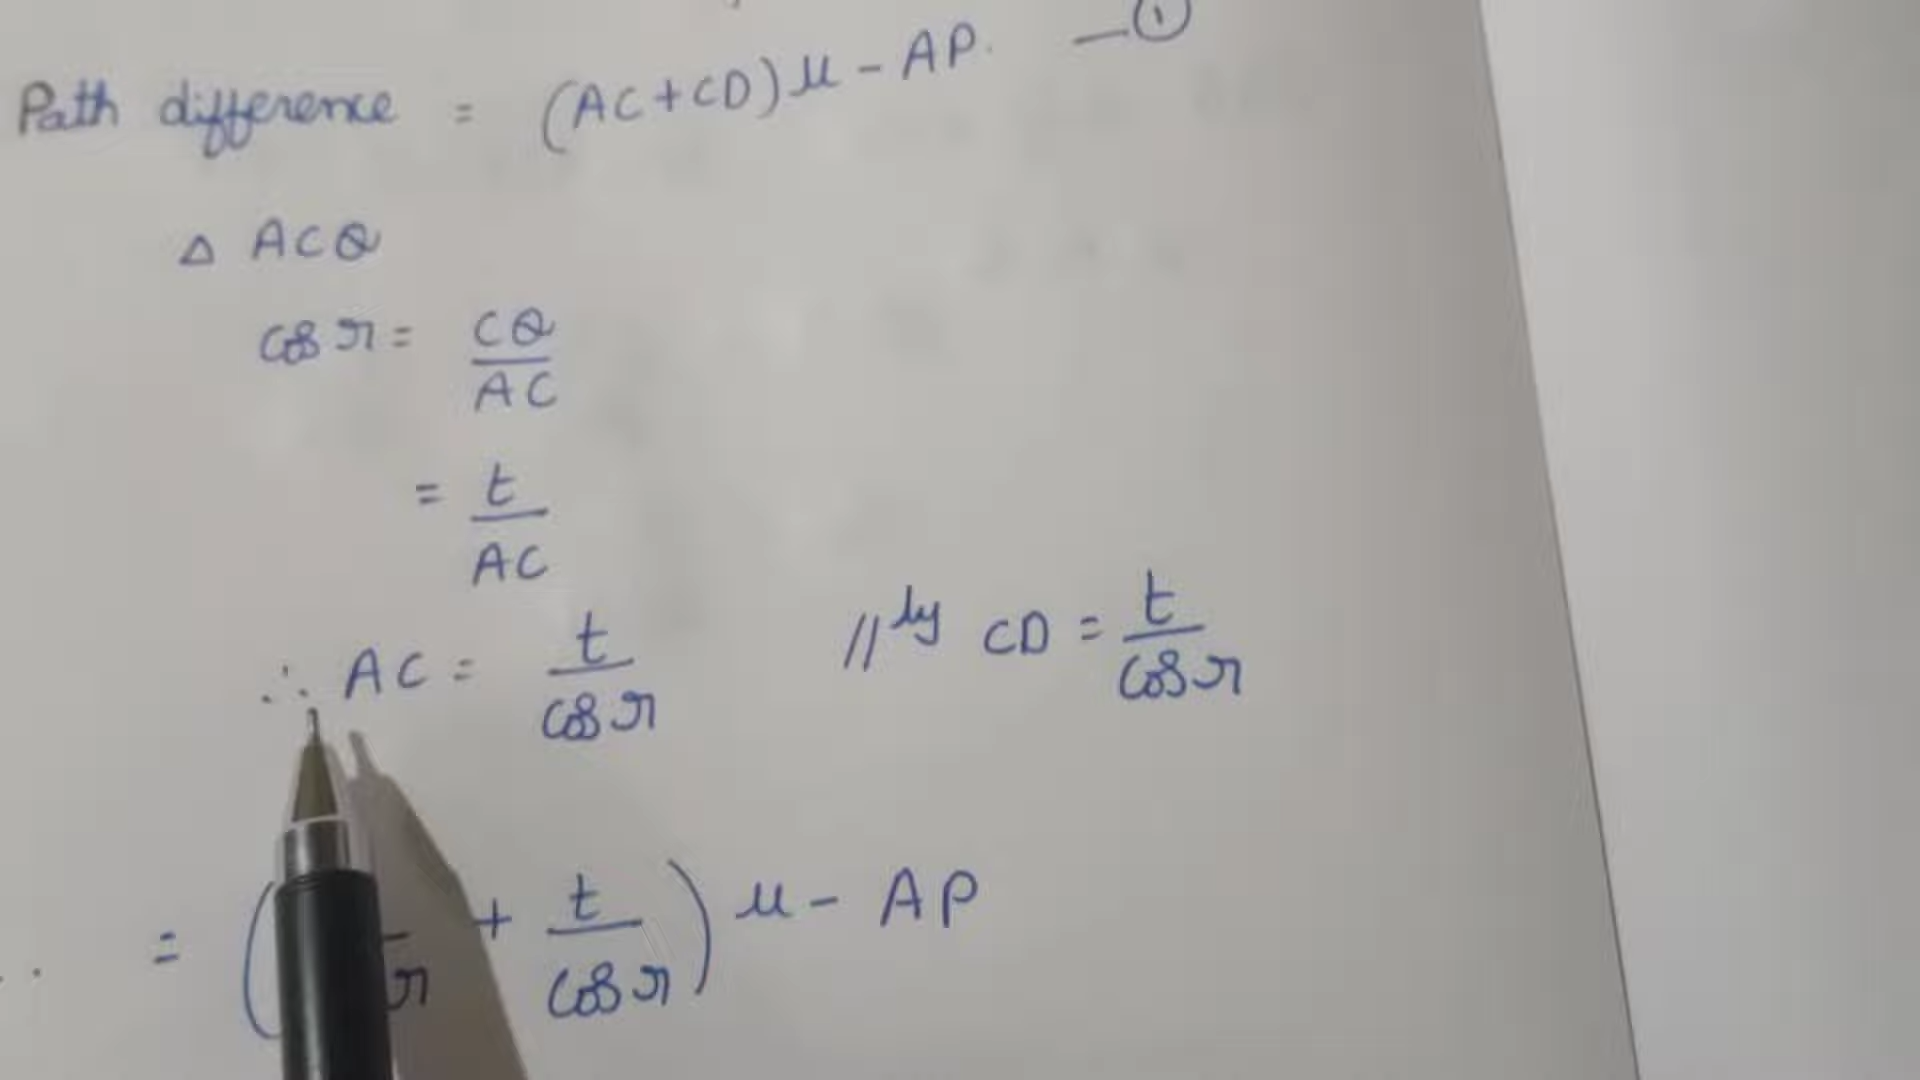 Path difference = (AC+CD)μ - AP. —①
Δ ACQ
cos r = CQ/AC
= t/AC
∴ AC = t/cos r //ly CD = t/cos r
.. = ( r + t/cos r ) μ - AP